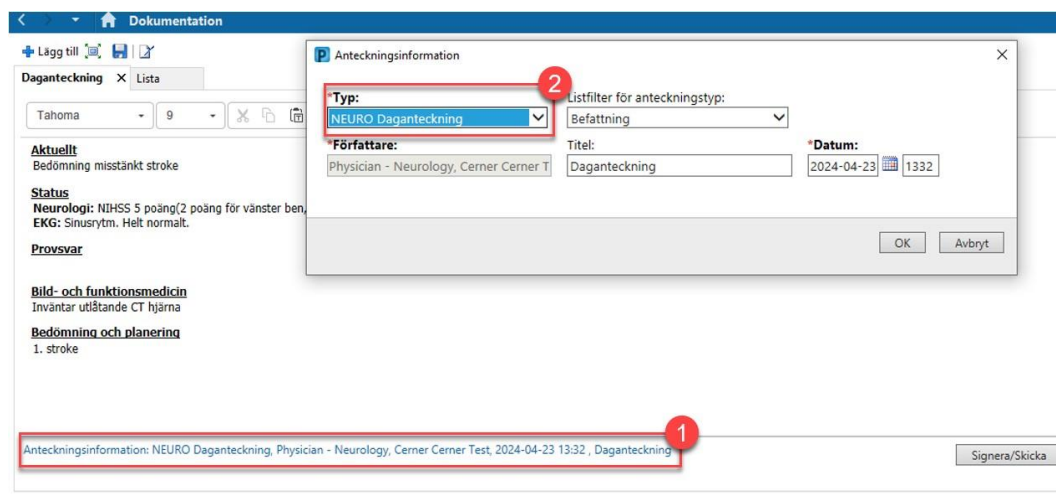 Dokumentation
Lägg till
Daganteckning X Lista
Tahoma 9
Aktuellt
Bedömning misstänkt stroke
Status
Neurologi: NIHSS 5 poäng(2 poäng för vänster ben,
EKG: Sinusrytm. Helt normalt.
Provsvar
Bild- och funktionsmedicin
Inväntar utlåtande CT hjärna
Bedömning och planering
1. stroke
P Anteckningsinformation
2
*Typ: Listfilter för anteckningstyp:
NEURO Daganteckning Befattning
*Författare: Titel: *Datum:
Physician - Neurology, Cerner Cerner T Daganteckning 2024-04-23 1332
OK Avbryt
1
Anteckningsinformation: NEURO Daganteckning, Physician - Neurology, Cerner Cerner Test, 2024-04-23 13:32 , Daganteckning
Signera/Skicka